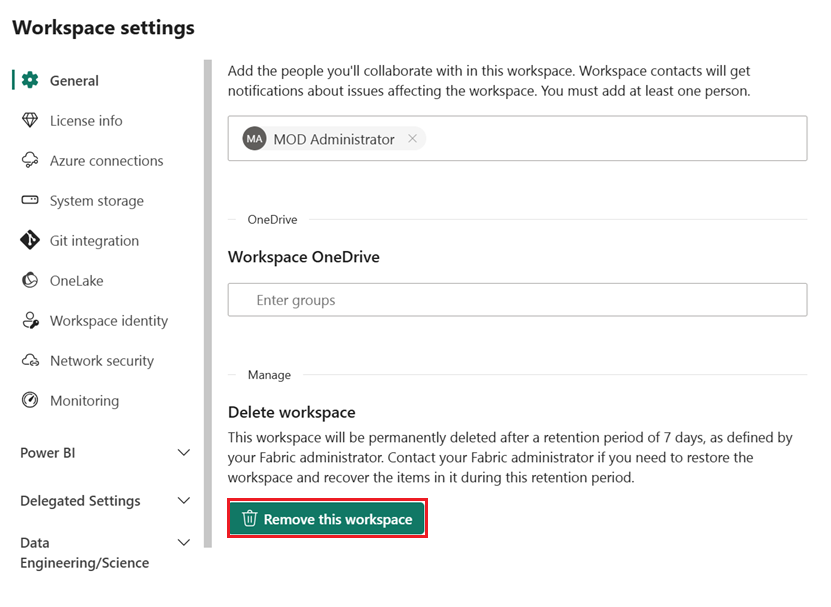 Workspace settings
General
License info
Azure connections
System storage
Git integration
OneLake
Workspace identity
Network security
Monitoring
Power BI
Delegated Settings
Data
Engineering/Science
Add the people you'll collaborate with in this workspace. Workspace contacts will get
notifications about issues affecting the workspace. You must add at least one person.
MA MOD Administrator
OneDrive
Workspace OneDrive
Enter groups
Manage
Delete workspace
This workspace will be permanently deleted after a retention period of 7 days, as defined by
your Fabric administrator. Contact your Fabric administrator if you need to restore the
workspace and recover the items in it during this retention period.
Remove this workspace